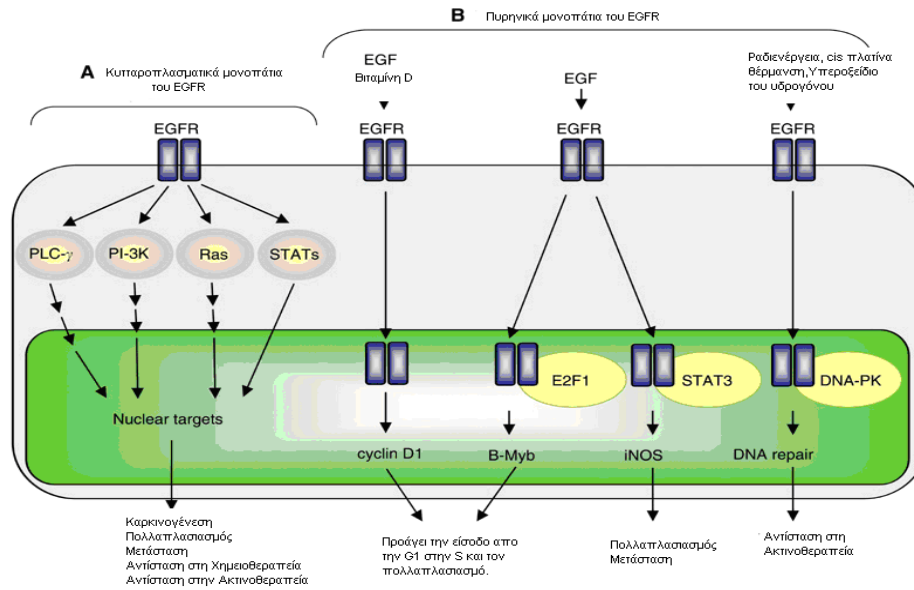 B Πυρηνικά μονοπάτια του EGFR
A Κυτταροπλασματικά μονοπάτια
του EGFR
EGF
Βιταμίνη D
EGF
Ραδιενέργεια, cis πλατίνα
θέρμανση,Υπεροξείδιο
του υδρογόνου
EGFR
EGFR
EGFR
EGFR
PLC-γ
PI-3K
Ras
STATs
E2F1
STAT3
DNA-PK
Nuclear targets
cyclin D1
B-Myb
iNOS
DNA repair
Καρκινογένεση
Πολλαπλασιασμός
Μετάσταση
Αντίσταση στη Χημειοθεραπεία
Αντίσταση στην Ακτινοθεραπεία
Προάγει την είσοδο απο
την G1 στην S και τον
πολλαπλασιασμό.
Πολλαπλασιασμός
Μετάσταση
Αντίσταση στη
Ακτινοθεραπεία